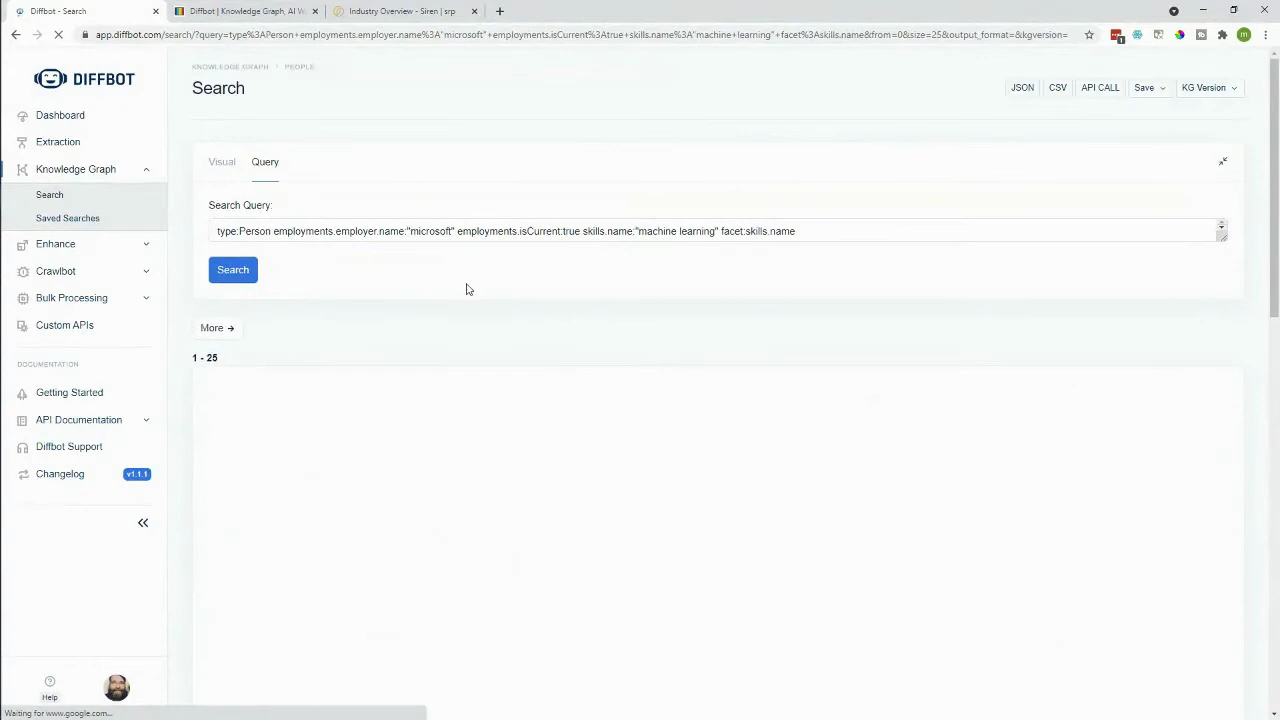 Diffbot - Search
Diffbot | Knowledge Graph, AI W
Industry Overview - Siren | srp
app.diffbot.com/search/?query=type%3APerson+employments.employer.name%3A"microsoft"+employments.isCurrent%3Atrue+skills.name%3A"machine+learning"+facet%3Askills.name&from=0&size=25&output_format=&kgversion=
1
m
DIFFBOT
Dashboard
Extraction
Knowledge Graph
Search
Saved Searches
Enhance
Crawlbot
Bulk Processing
Custom APIs
DOCUMENTATION
Getting Started
API Documentation
Diffbot Support
Changelog
v1.1.1
Help
KNOWLEDGE GRAPH
PEOPLE
Search
JSON
CSV
API CALL
Save
KG Version
Visual
Query
Search Query:
type:Person employments.employer.name:"microsoft" employments.isCurrent:true skills.name:"machine learning" facet:skills.name
Search
More →
1 - 25
Waiting for www.google.com...